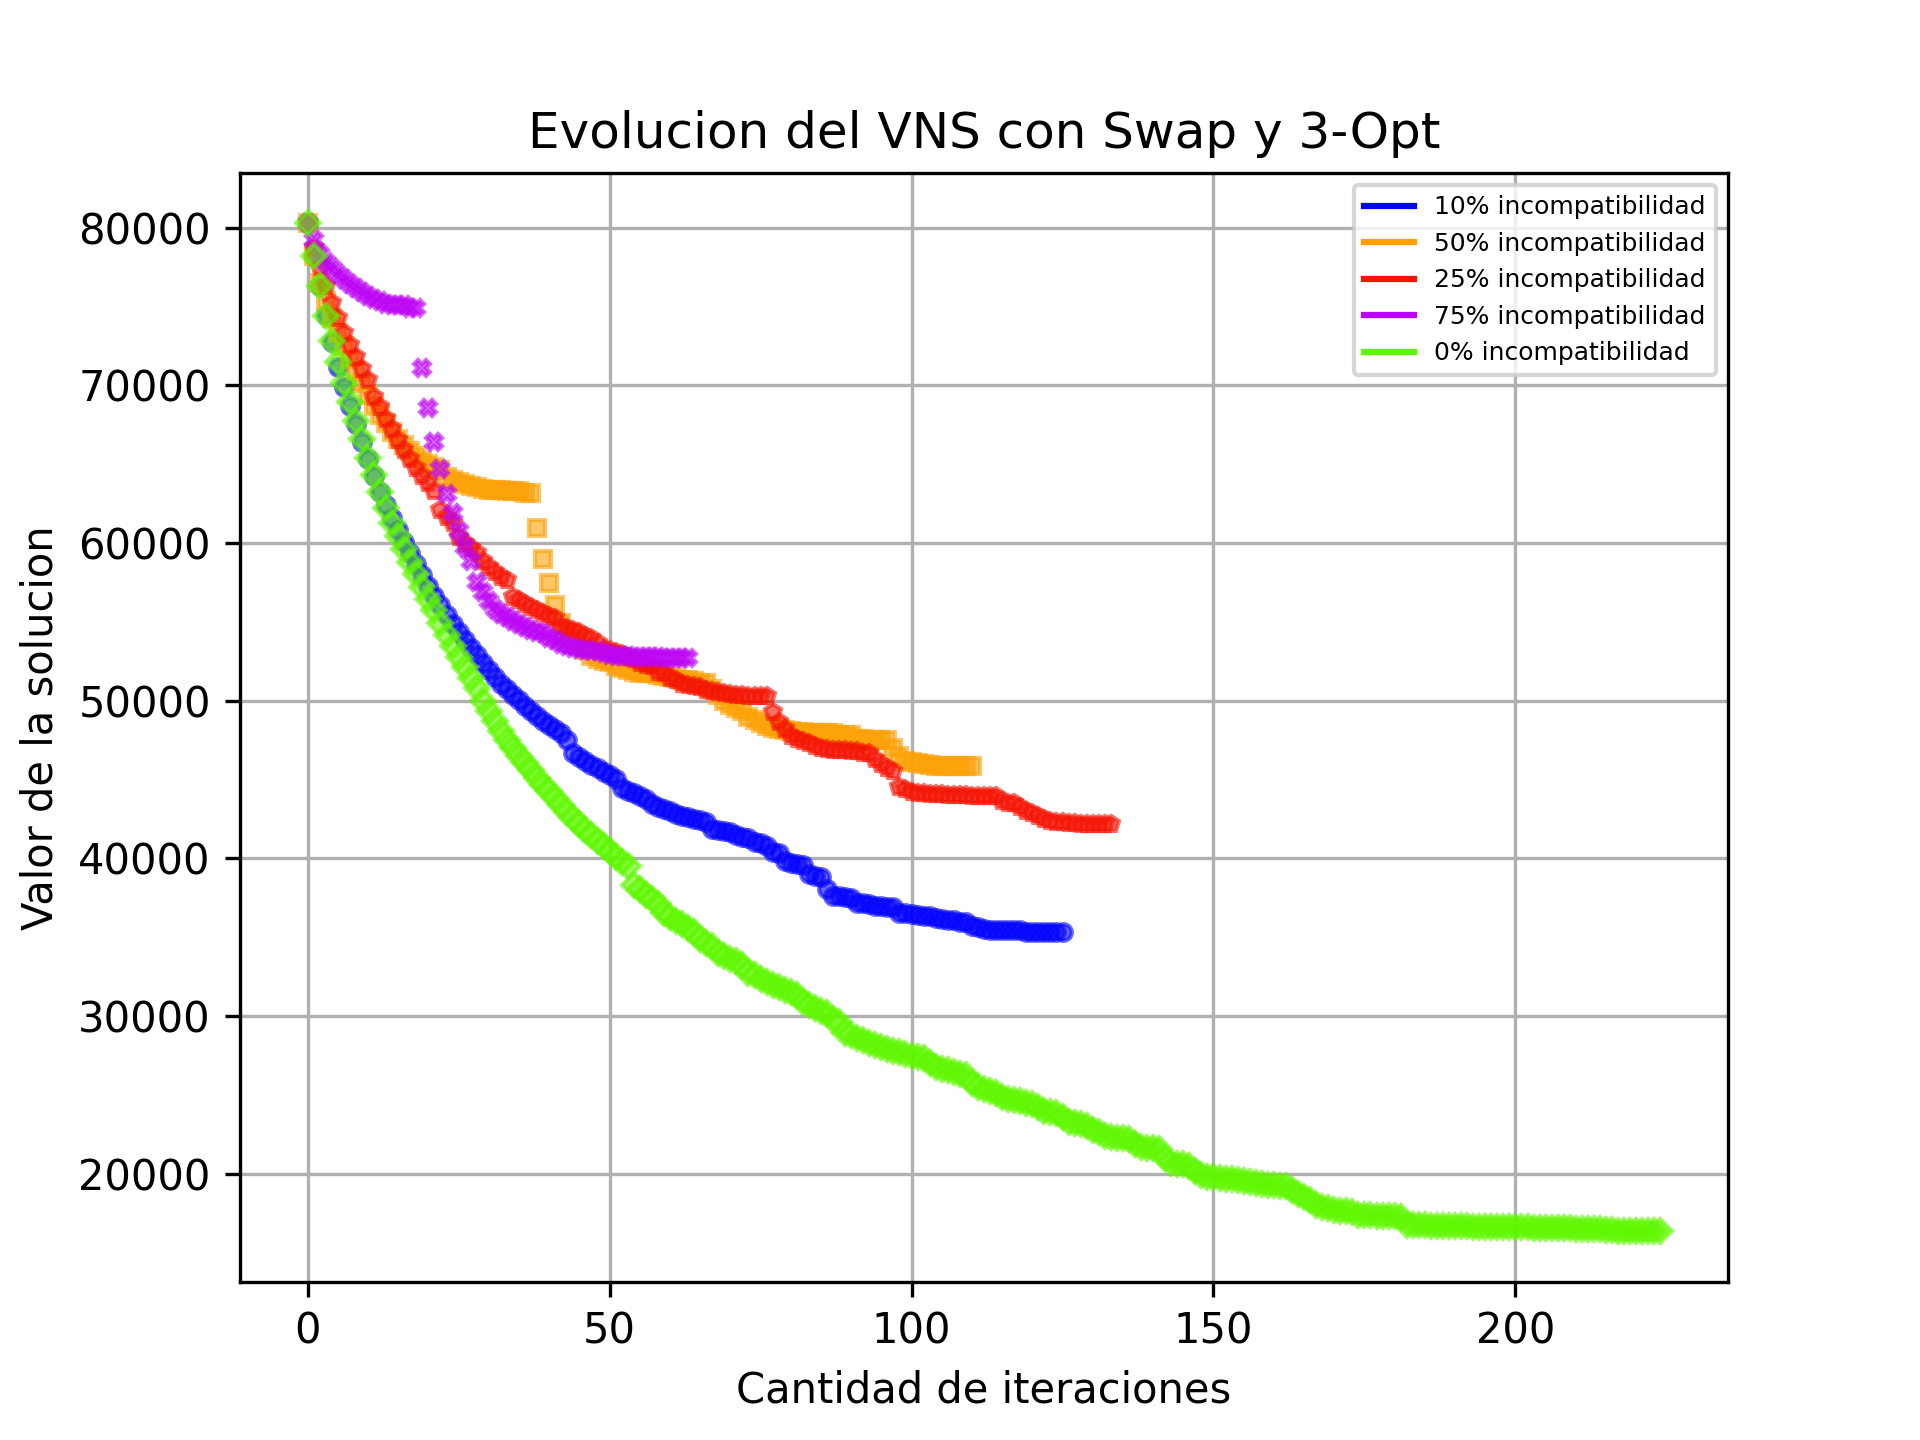 Evolucion del VNS con Swap y 3-Opt
10% incompatibilidad
50% incompatibilidad
25% incompatibilidad
75% incompatibilidad
0% incompatibilidad
80000
70000
60000
50000
40000
30000
20000
Valor de la solucion
0 50 100 150 200
Cantidad de iteraciones